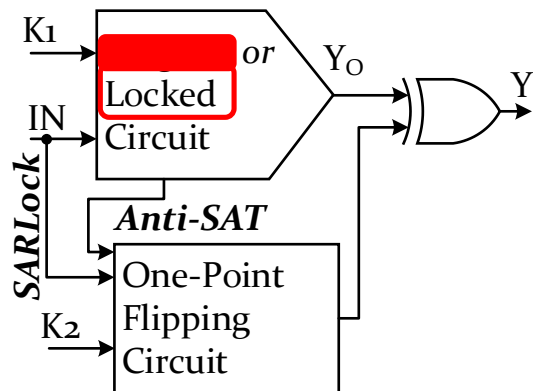 K1
or
Locked
Circuit
IN
Yo
Y
SARLock
Anti-SAT
One-Point
Flipping
Circuit
K2